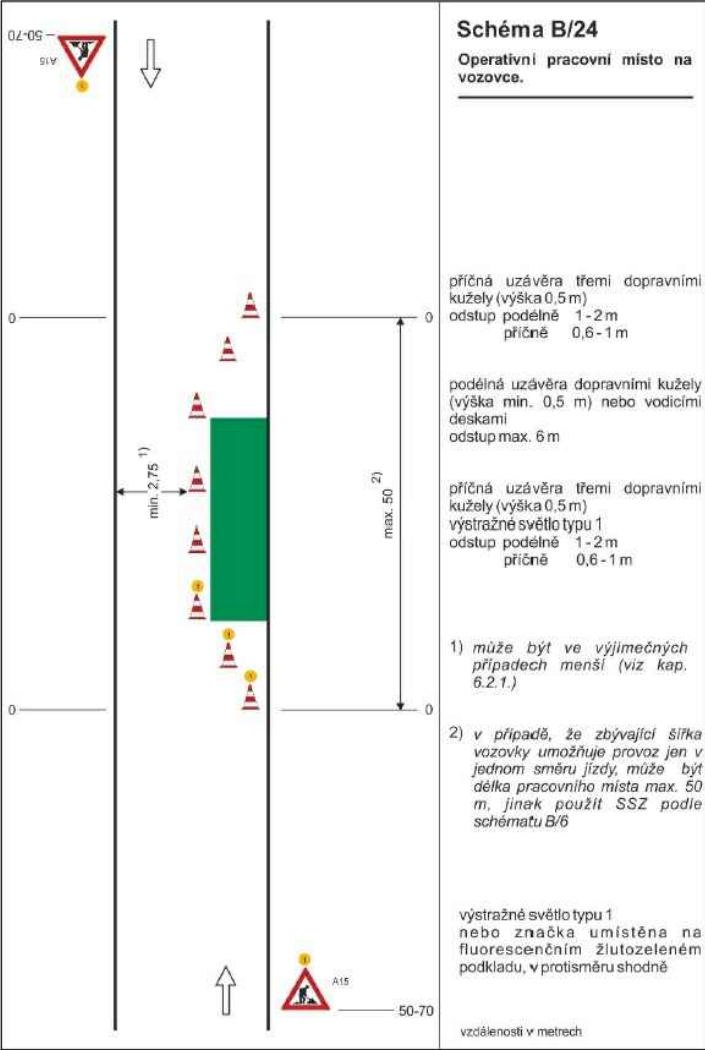 Schéma B/24
Operativní pracovní místo na
vozovce.
50-70
A15
1
příčná uzávěra třemi dopravními
kužely (výška 0,5 m)
odstup podélně 1 - 2 m
příčně 0,6 - 1 m
0
0
podélná uzávěra dopravními kužely
(výška min. 0,5 m) nebo vodicími
deskami
odstup max. 6 m
min. 2,75 1)
max. 50 2)
příčná uzávěra třemi dopravními
kužely (výška 0,5 m)
výstražné světlo typu 1
odstup podélně 1 - 2 m
příčně 0,6 - 1 m
1
1
1
0
0
1) může být ve výjimečných
případech menší (viz kap.
6.2.1.)
2) v případě, že zbývající šířka
vozovky umožňuje provoz jen v
jednom směru jízdy, může být
délka pracovního místa max. 50
m, jinak použít SSZ podle
schématu B/6
výstražné světlo typu 1
nebo značka umístěna na
fluorescenčním žlutozeleném
podkladu, v protisměru shodně
1
A15
50-70
vzdálenosti v metrech